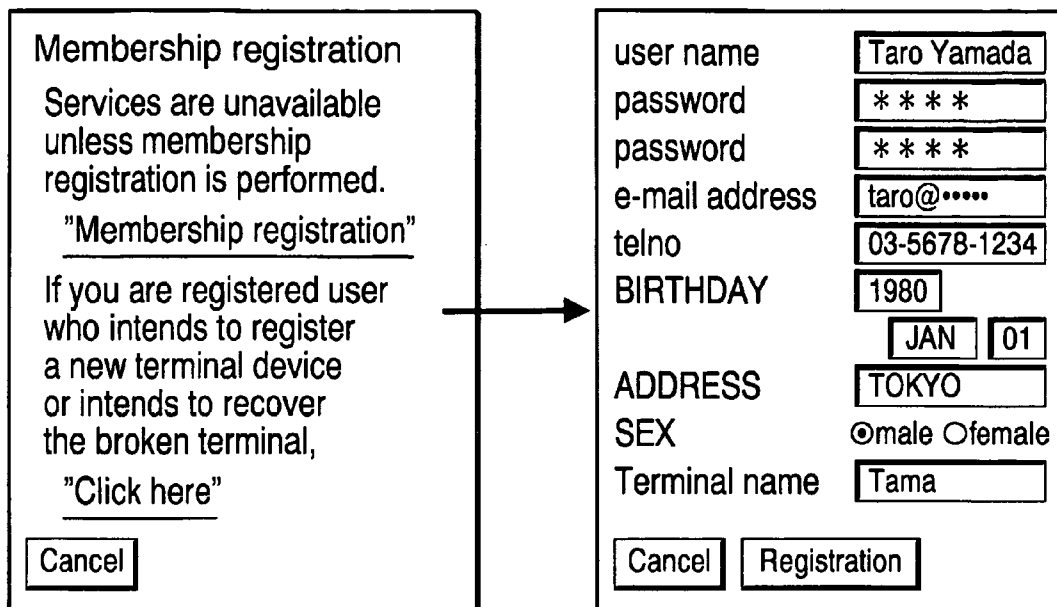 Membership registration
Services are unavailable
unless membership
registration is performed.
"Membership registration"
If you are registered user
who intends to register
a new terminal device
or intends to recover
the broken terminal,
"Click here"
Cancel
user name Taro Yamada
password ****
password ****
e-mail address taro@•••••
telno 03-5678-1234
BIRTHDAY 1980
JAN 01
ADDRESS TOKYO
SEX ◉male ○female
Terminal name Tama
Cancel Registration